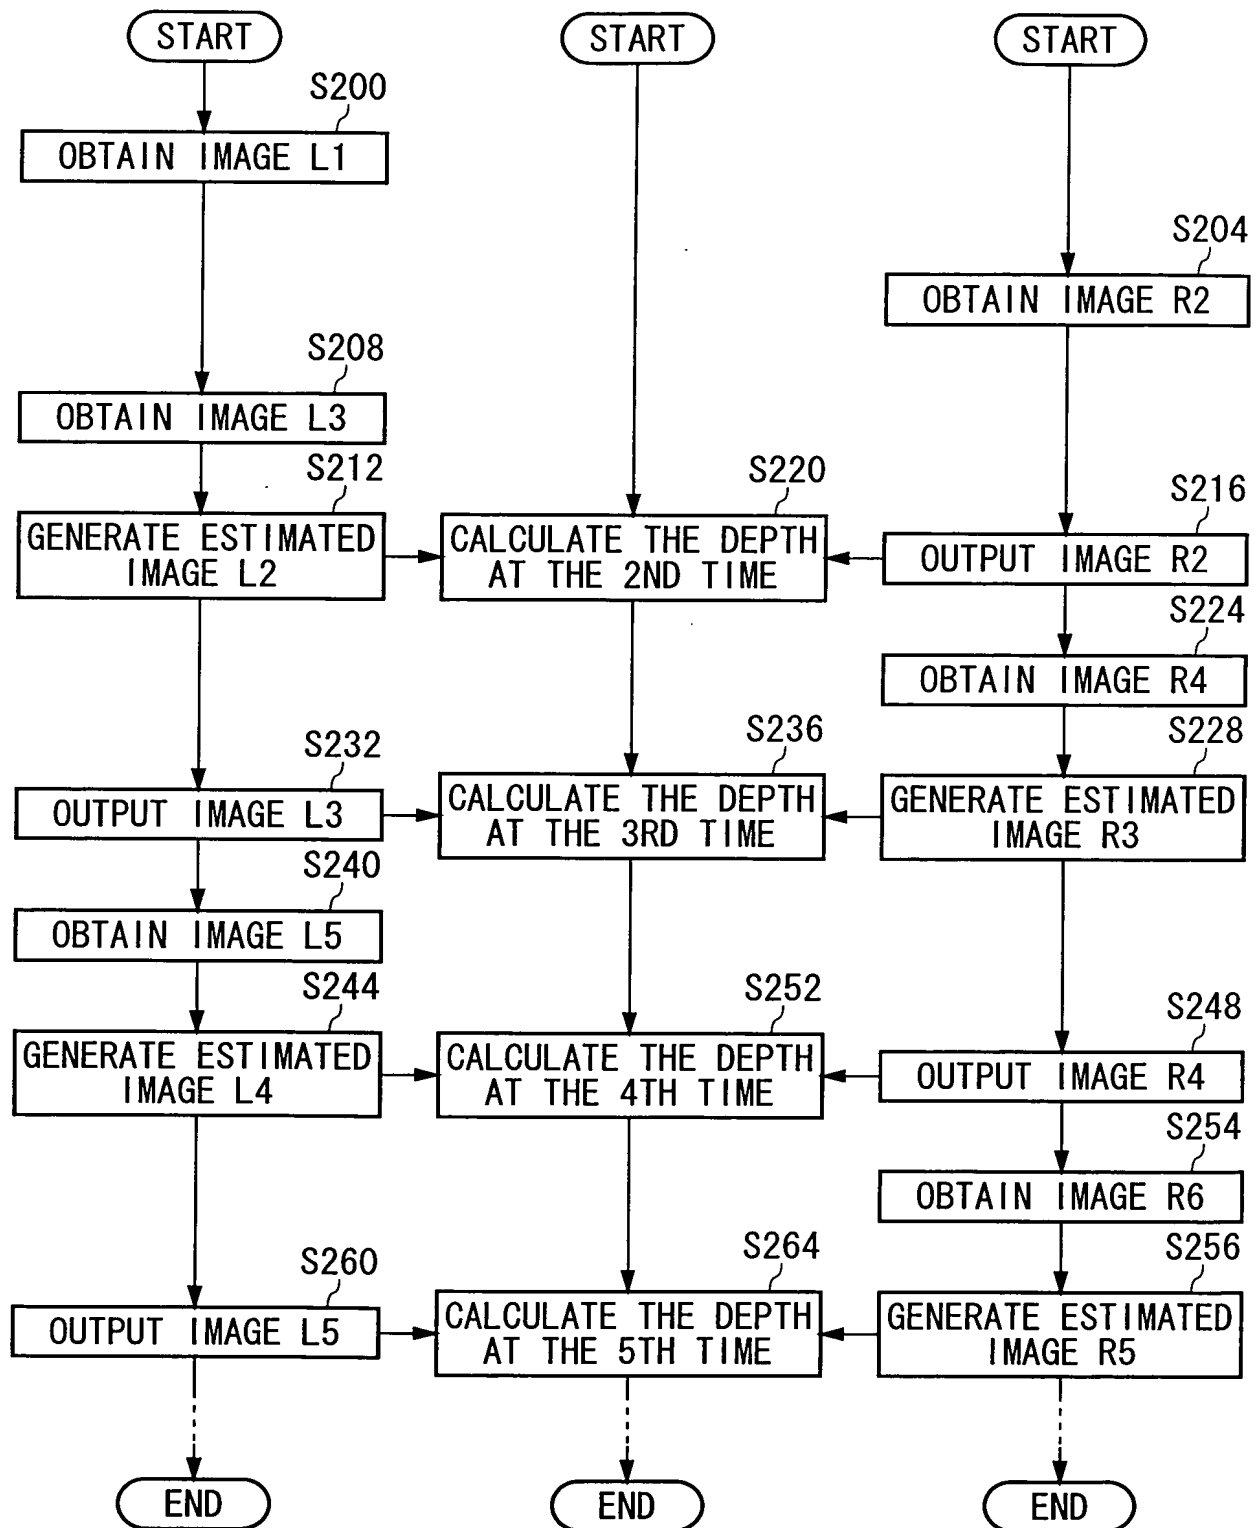 START
START
START
S200
OBTAIN IMAGE L1
S204
OBTAIN IMAGE R2
S208
OBTAIN IMAGE L3
S212
GENERATE ESTIMATED
IMAGE L2
S220
CALCULATE THE DEPTH
AT THE 2ND TIME
S216
OUTPUT IMAGE R2
S224
OBTAIN IMAGE R4
S232
OUTPUT IMAGE L3
S236
CALCULATE THE DEPTH
AT THE 3RD TIME
S228
GENERATE ESTIMATED
IMAGE R3
S240
OBTAIN IMAGE L5
S244
GENERATE ESTIMATED
IMAGE L4
S252
CALCULATE THE DEPTH
AT THE 4TH TIME
S248
OUTPUT IMAGE R4
S254
OBTAIN IMAGE R6
S260
OUTPUT IMAGE L5
S264
CALCULATE THE DEPTH
AT THE 5TH TIME
S256
GENERATE ESTIMATED
IMAGE R5
END
END
END